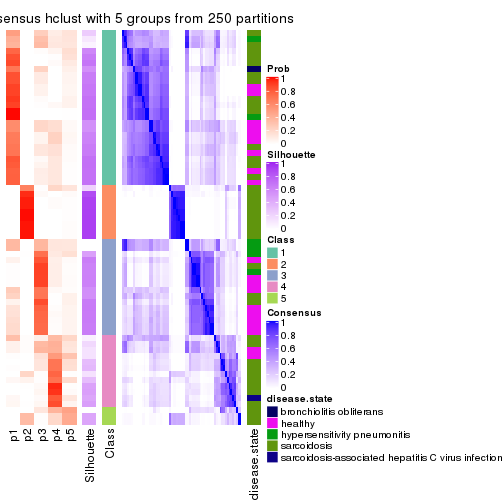 sensus hclust with 5 groups from 250 partitions
Prob
1
0.8
0.6
0.4
0.2
0
Silhouette
1
0.8
0.6
0.4
0.2
0
Class
1
2
3
4
5
Consensus
1
0.8
0.6
0.4
0.2
0
disease.state
bronchiolitis obliterans
healthy
hypersensitivity pneumonitis
sarcoidosis
sarcoidosis-associated hepatitis C virus infection
p1
p2
p3
p4
p5
Silhouette
Class
disease.state